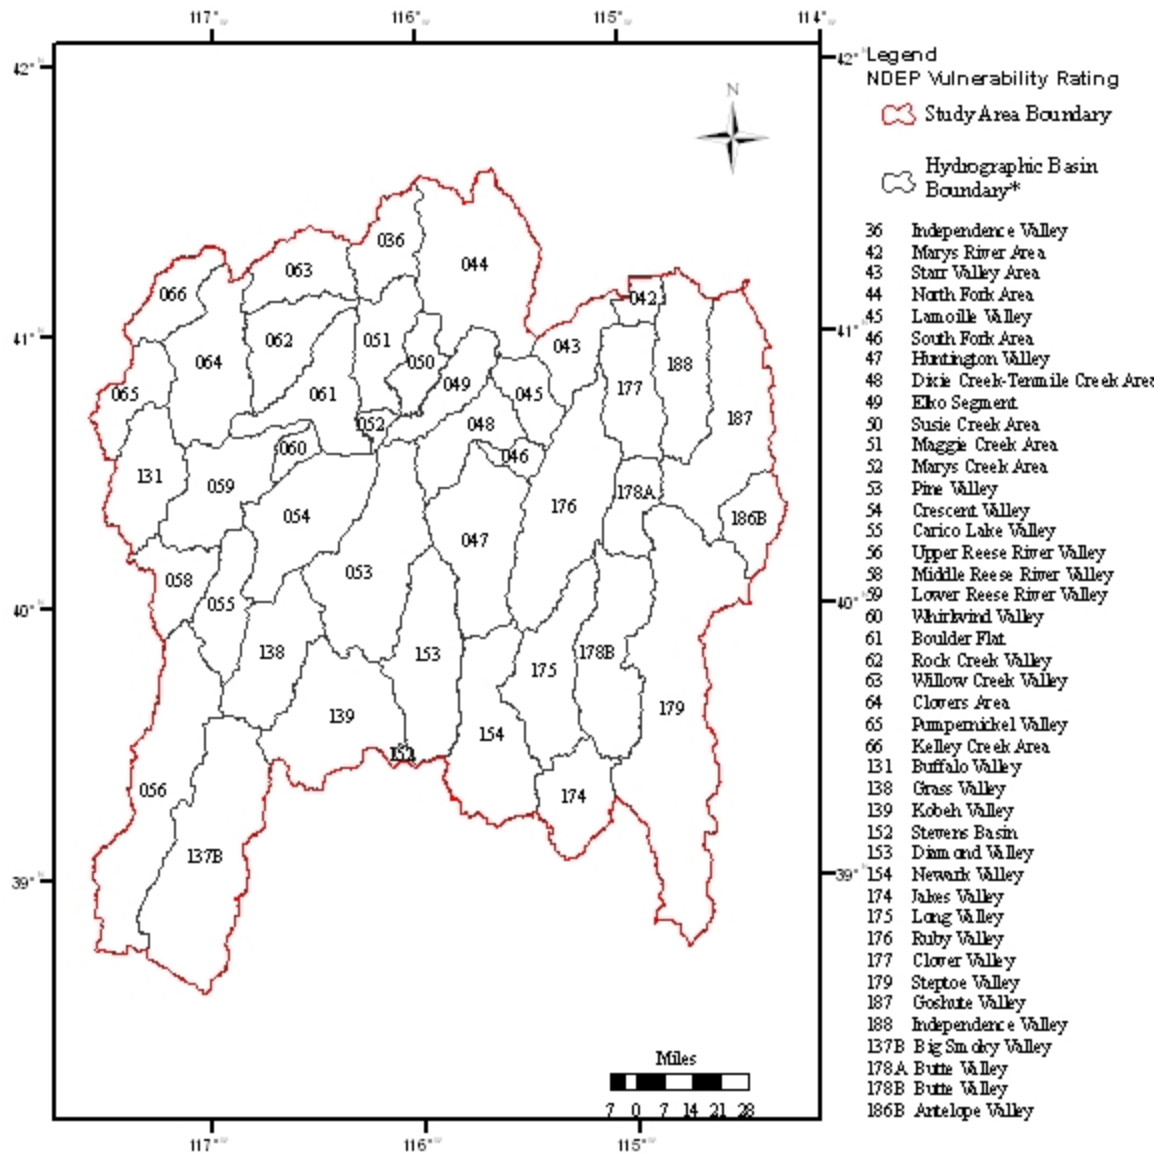 117° 116° 115° 114°
42° 42°
41° 41°
40° 40°
39° 39°
117° 116° 115°
N
036
044
063
066
042
062
051
043
064
050
188
049
177
065
061
045
187
052
048
060
046
131
059
178A
176
054
186B
047
053
058
055
138
153
178B
175
179
139
154
152
056
174
137B
Miles
7 0 7 14 21 28
Legend
NDEP Vulnerability Rating
Study Area Boundary
Hydrographic Basin
Boundary*
36 Independence Valley
42 Marys River Area
43 Starr Valley Area
44 North Fork Area
45 Lamoille Valley
46 South Fork Area
47 Huntington Valley
48 Dixie Creek-Tenmile Creek Area
49 Elko Segment
50 Susie Creek Area
51 Maggie Creek Area
52 Marys Creek Area
53 Pine Valley
54 Crescent Valley
55 Carico Lake Valley
56 Upper Reese River Valley
58 Middle Reese River Valley
59 Lower Reese River Valley
60 Whirlwind Valley
61 Boulder Flat
62 Rock Creek Valley
63 Willow Creek Valley
64 Clovers Area
65 Pumpernickel Valley
66 Kelley Creek Area
131 Buffalo Valley
138 Grass Valley
139 Kobeh Valley
152 Stevens Basin
153 Diamond Valley
154 Newark Valley
174 Jakes Valley
175 Long Valley
176 Ruby Valley
177 Clover Valley
179 Steptoe Valley
187 Goshute Valley
188 Independence Valley
137B Big Smoky Valley
178A Butte Valley
178B Butte Valley
186B Antelope Valley